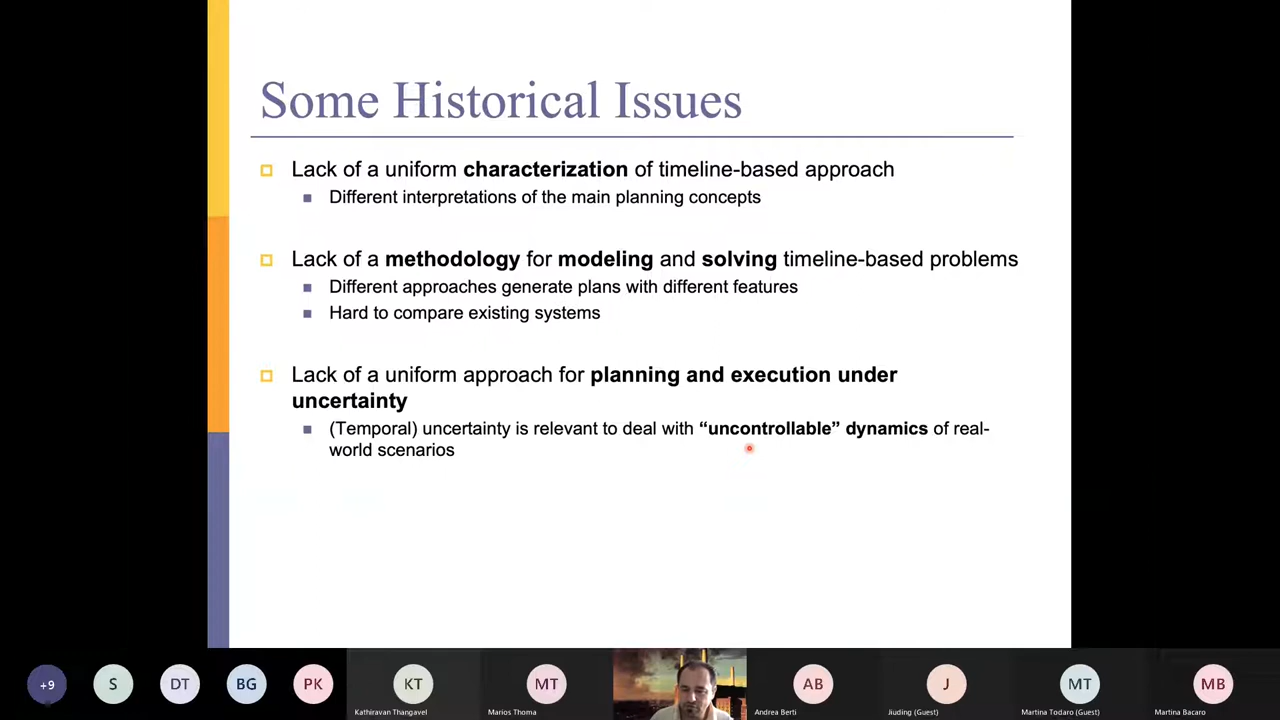 Some Historical Issues
Lack of a uniform characterization of timeline-based approach
Different interpretations of the main planning concepts
Lack of a methodology for modeling and solving timeline-based problems
Different approaches generate plans with different features
Hard to compare existing systems
Lack of a uniform approach for planning and execution under
uncertainty
(Temporal) uncertainty is relevant to deal with “uncontrollable” dynamics of real-
world scenarios
+9
S
DT
BG
PK
KT
MT
AB
J
MT
MB
Kathiravan Thangavel
Marios Thoma
Andrea Berti
Jiuding (Guest)
Martina Todaro (Guest)
Martina Bacaro